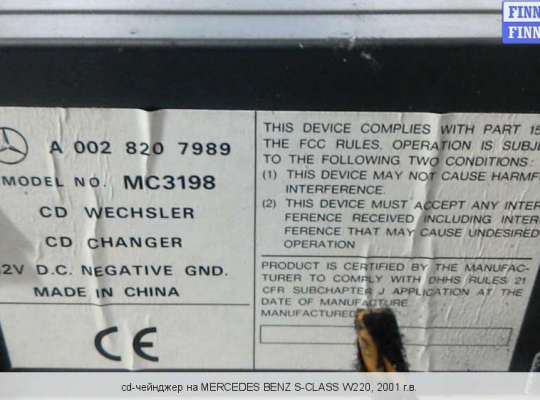 FINN
FINN
A 002 820 7989
MODEL NO. MC3198
CD WECHSLER
CD CHANGER
2V D.C. NEGATIVE GND.
MADE IN CHINA
CE
THIS DEVICE COMPLIES WITH PART 15
THE FCC RULES. OPERATION IS SUBJE
TO THE FOLLOWING TWO CONDITIONS:
(1) THIS DEVICE MAY NOT CAUSE HARMFU
INTERFERENCE.
(2) THIS DEVICE MUST ACCEPT ANY INTER
FERENCE RECEIVED INCLUDING INTER
FERENCE THAT MAY CAUSE UNDESIRED
OPERATION
PRODUCT IS CERTIFIED BY THE MANUFAC-
TURER TO COMPLY WITH DHHS RULES 21
CFR SUBCHAPTER J APPLICATION AT THE
DATE OF MANUFACTURE
MANUFACTURED
cd-чейнджер на MERCEDES BENZ S-CLASS W220, 2001 г.в.